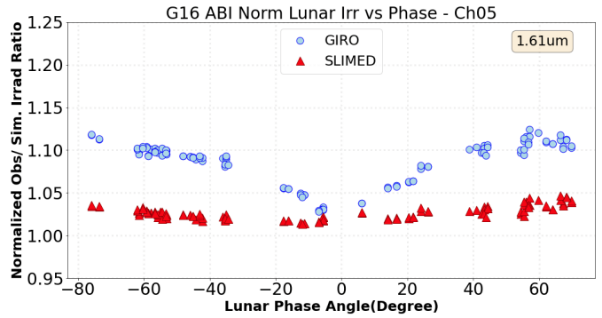 G16 ABI Norm Lunar Irr vs Phase - Ch05
1.25
1.20
1.15
1.10
1.05
1.00
0.95
Normalized Obs/ Sim. Irrad Ratio
GIRO
SLIMED
1.61um
−80 −60 −40 −20 0 20 40 60
Lunar Phase Angle(Degree)